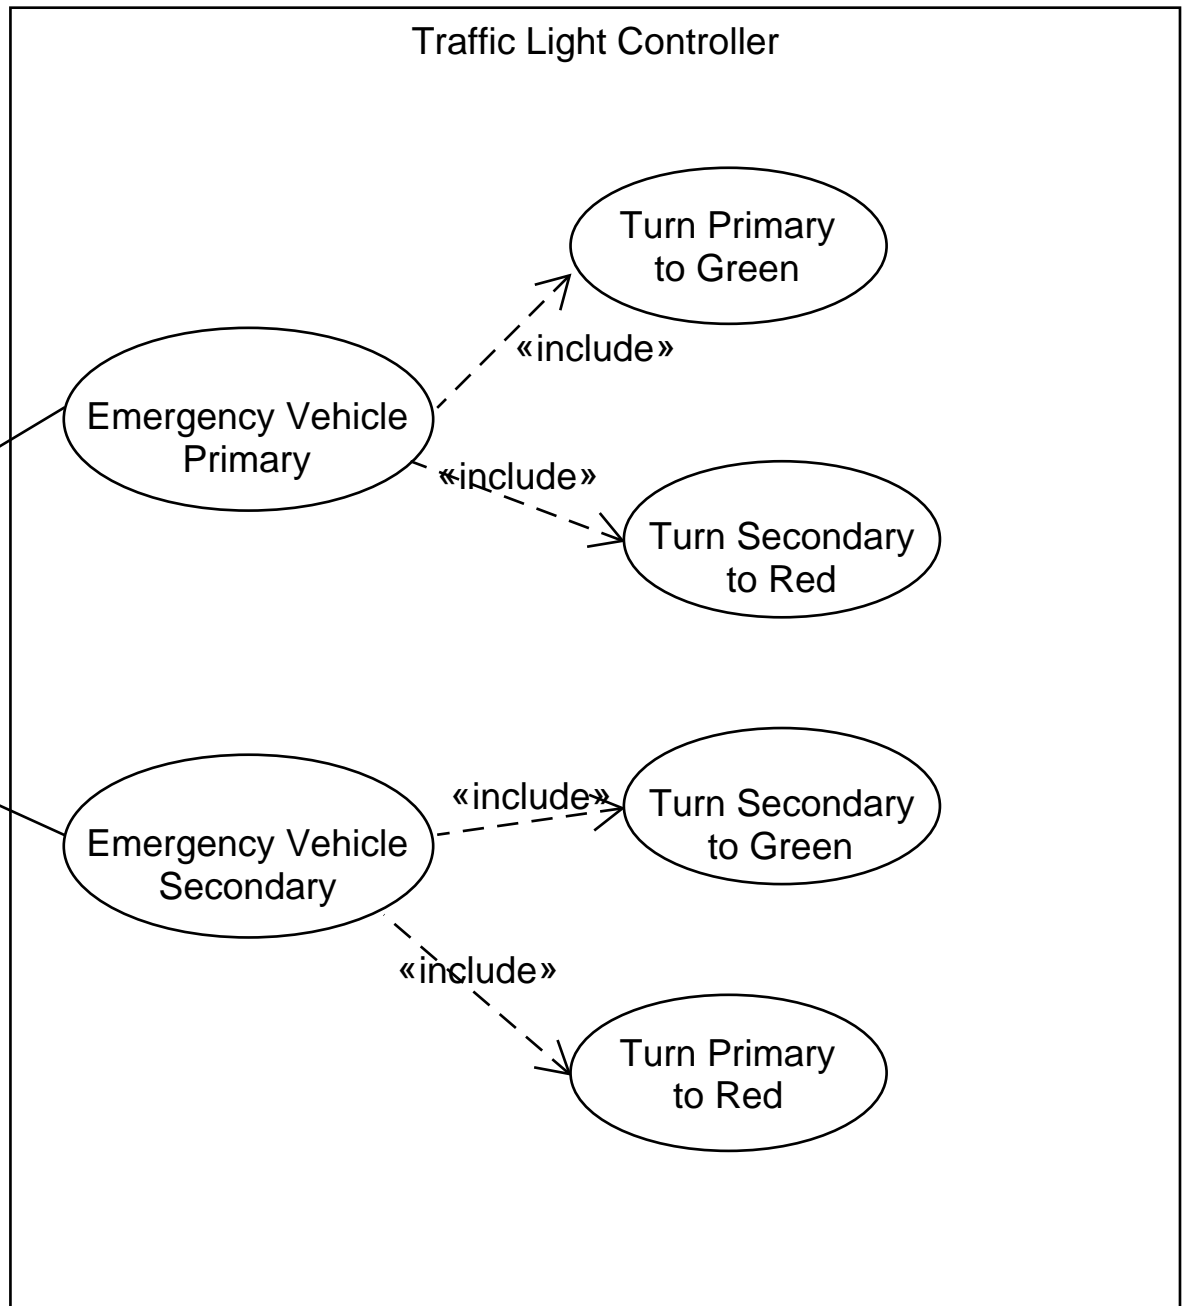 Traffic Light Controller
Turn Primary
to Green
«include»
Emergency Vehicle
Primary
«include»
Turn Secondary
to Red
«include»
Turn Secondary
to Green
Emergency Vehicle
Secondary
«include»
Turn Primary
to Red